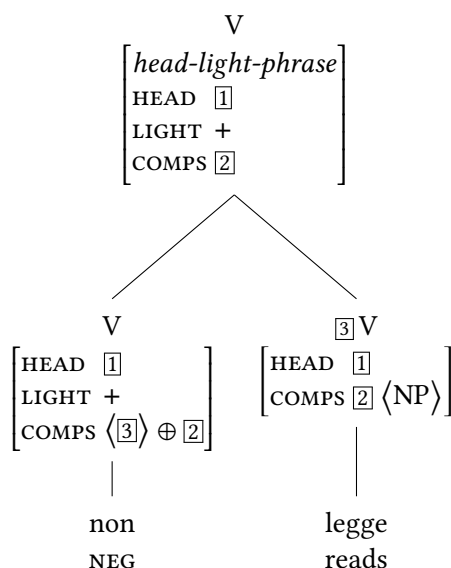 V
[head-light-phrase
HEAD [1]
LIGHT +
COMPS [2]]
V
[HEAD [1]
LIGHT +
COMPS ⟨[3]⟩ ⊕ [2]]
[3]V
[HEAD [1]
COMPS [2] ⟨NP⟩]
non
NEG
legge
reads